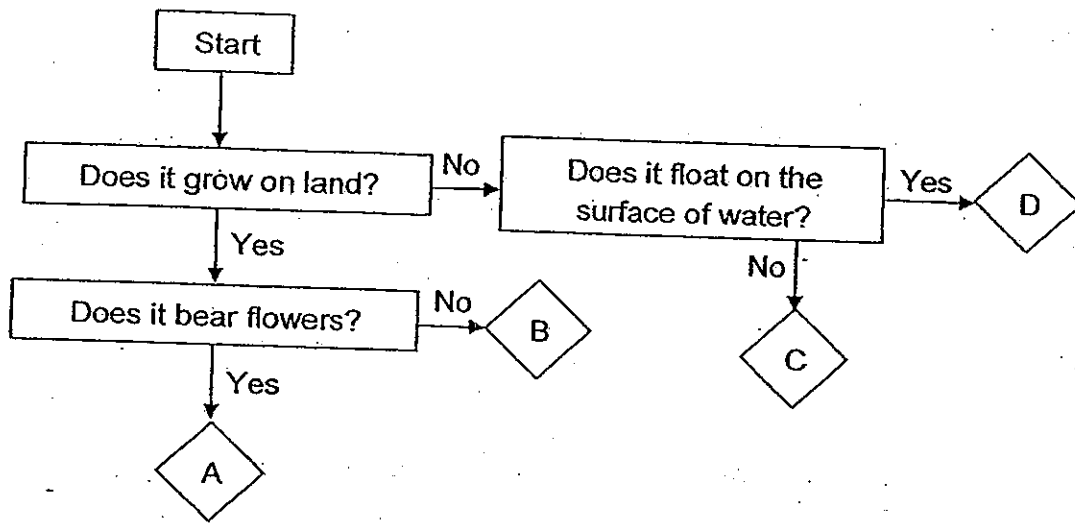 Start
Does it grow on land?
No
Does it float on the
surface of water?
Yes
D
Yes
No
Does it bear flowers?
No
B
C
Yes
A